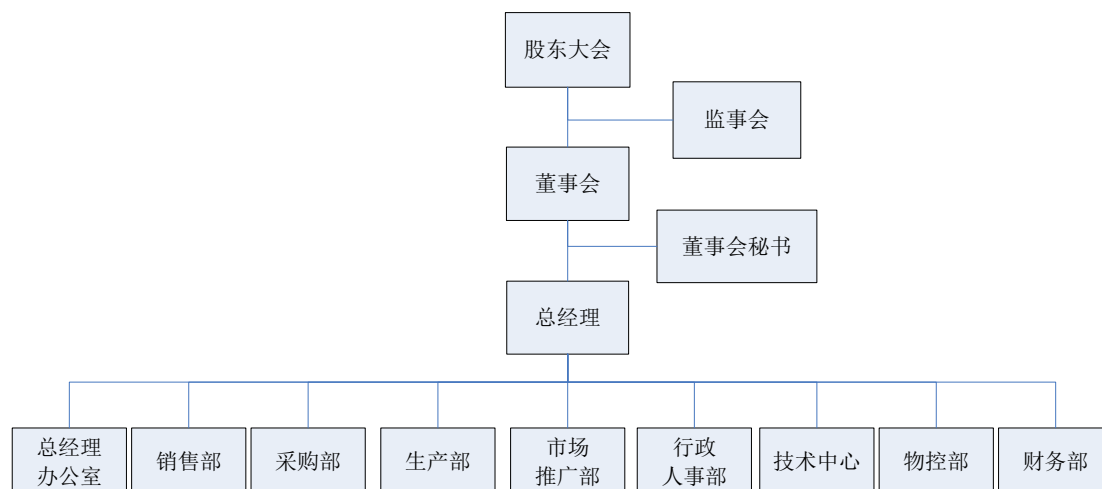 股东大会
监事会
董事会
董事会秘书
总经理
总经理
办公室
销售部
采购部
生产部
市场
推广部
行政
人事部
技术中心
物控部
财务部